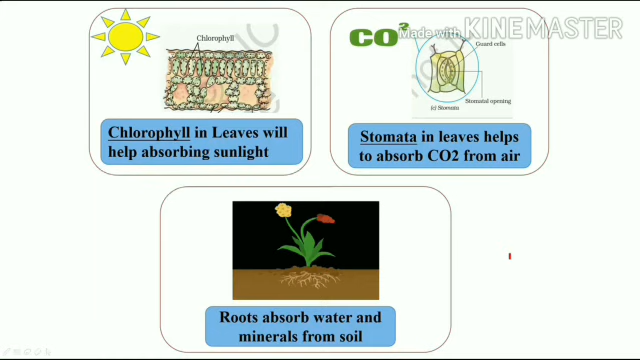 Chlorophyll
Chlorophyll in Leaves will
help absorbing sunlight
CO2
Made with KINEMASTER
Guard cells
Stomatal opening
(c) Stomata
Stomata in leaves helps
to absorb CO2 from air
Roots absorb water and
minerals from soil